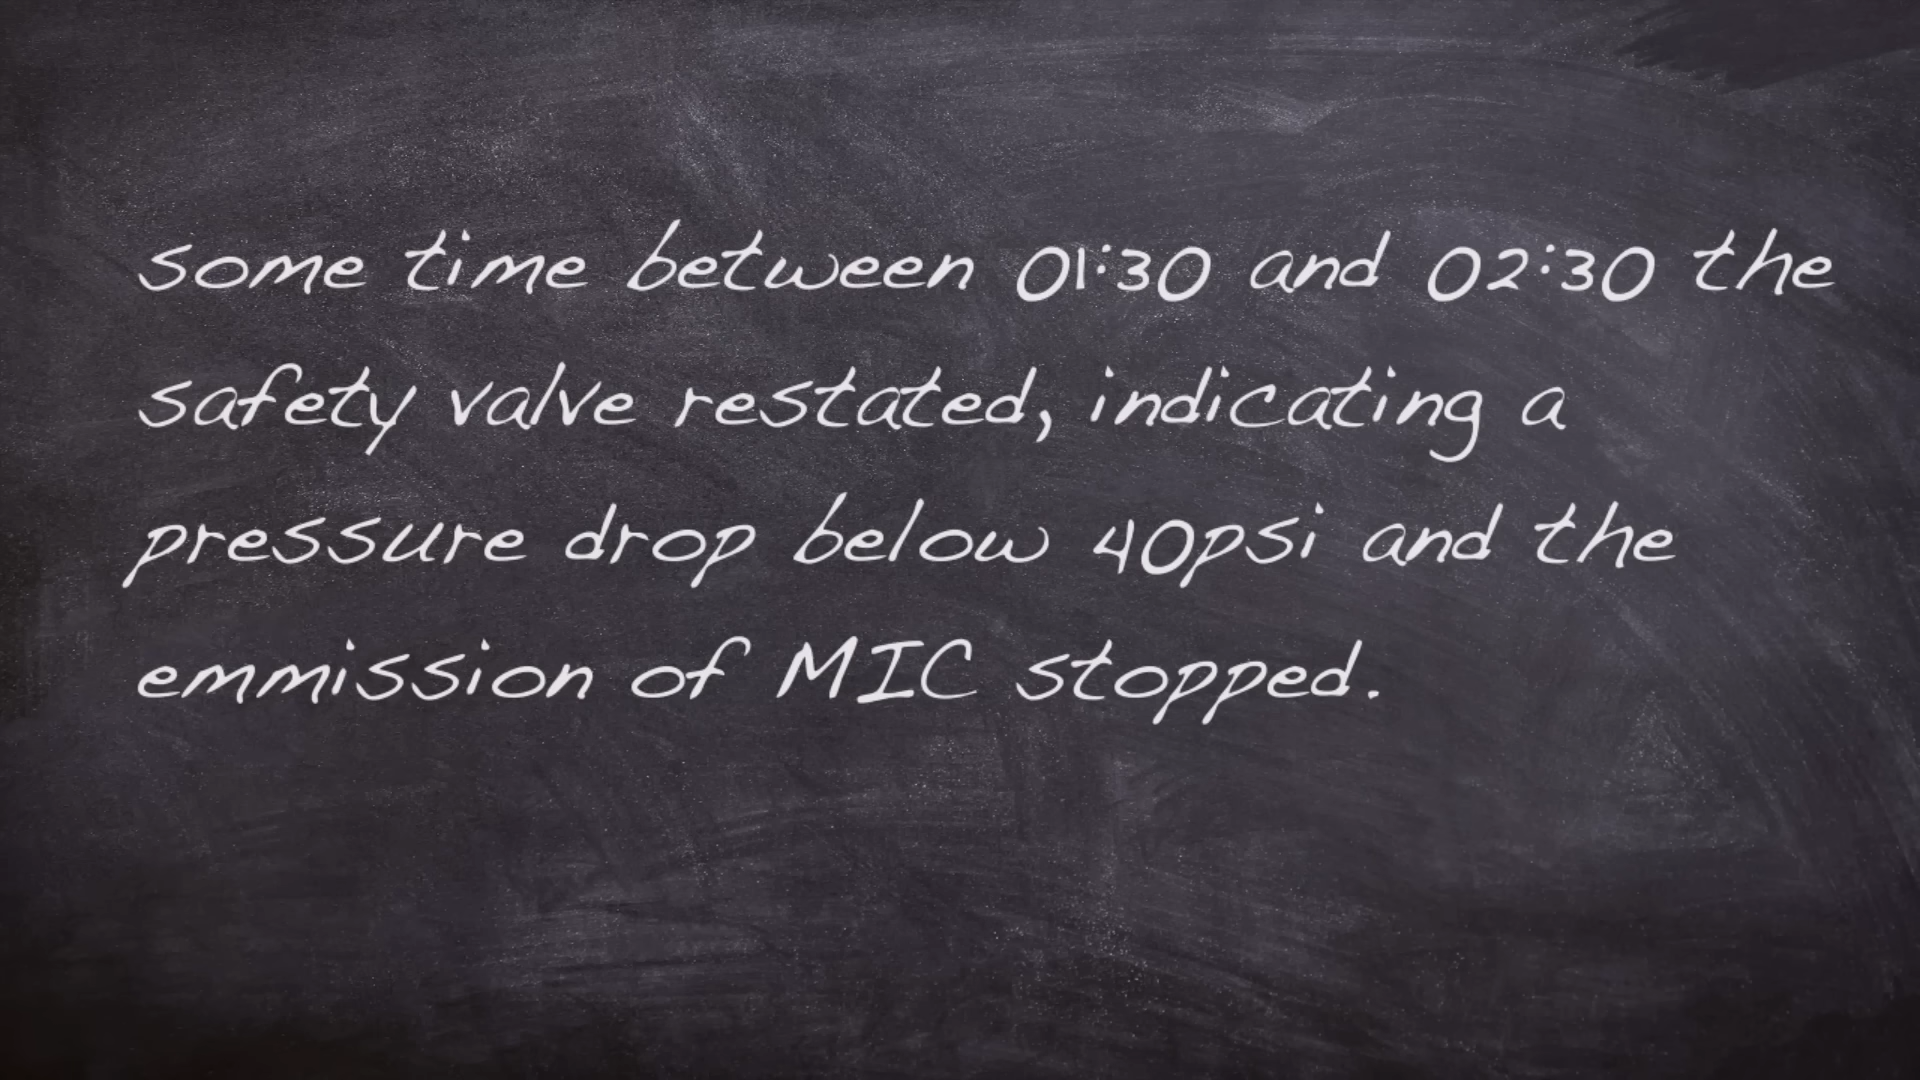 some time between 01:30 and 02:30 the
safety valve restated, indicating a
pressure drop below 40psi and the
emmission of MIC stopped.